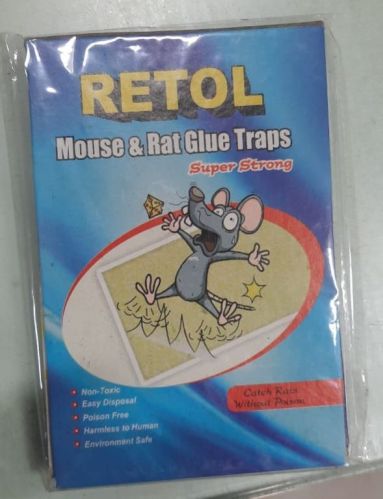 RETOL
Mouse & Rat Glue Traps
Super Strong
Non-Toxic
Easy Disposal
Poison Free
Harmless to Human
Environment Safe
Catch Rats
Without Poison